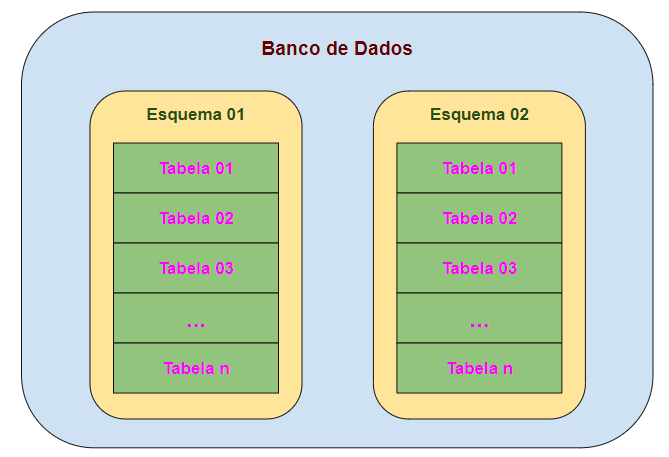 Banco de Dados
Esquema 01
Tabela 01
Tabela 02
Tabela 03
...
Tabela n
Esquema 02
Tabela 01
Tabela 02
Tabela 03
...
Tabela n